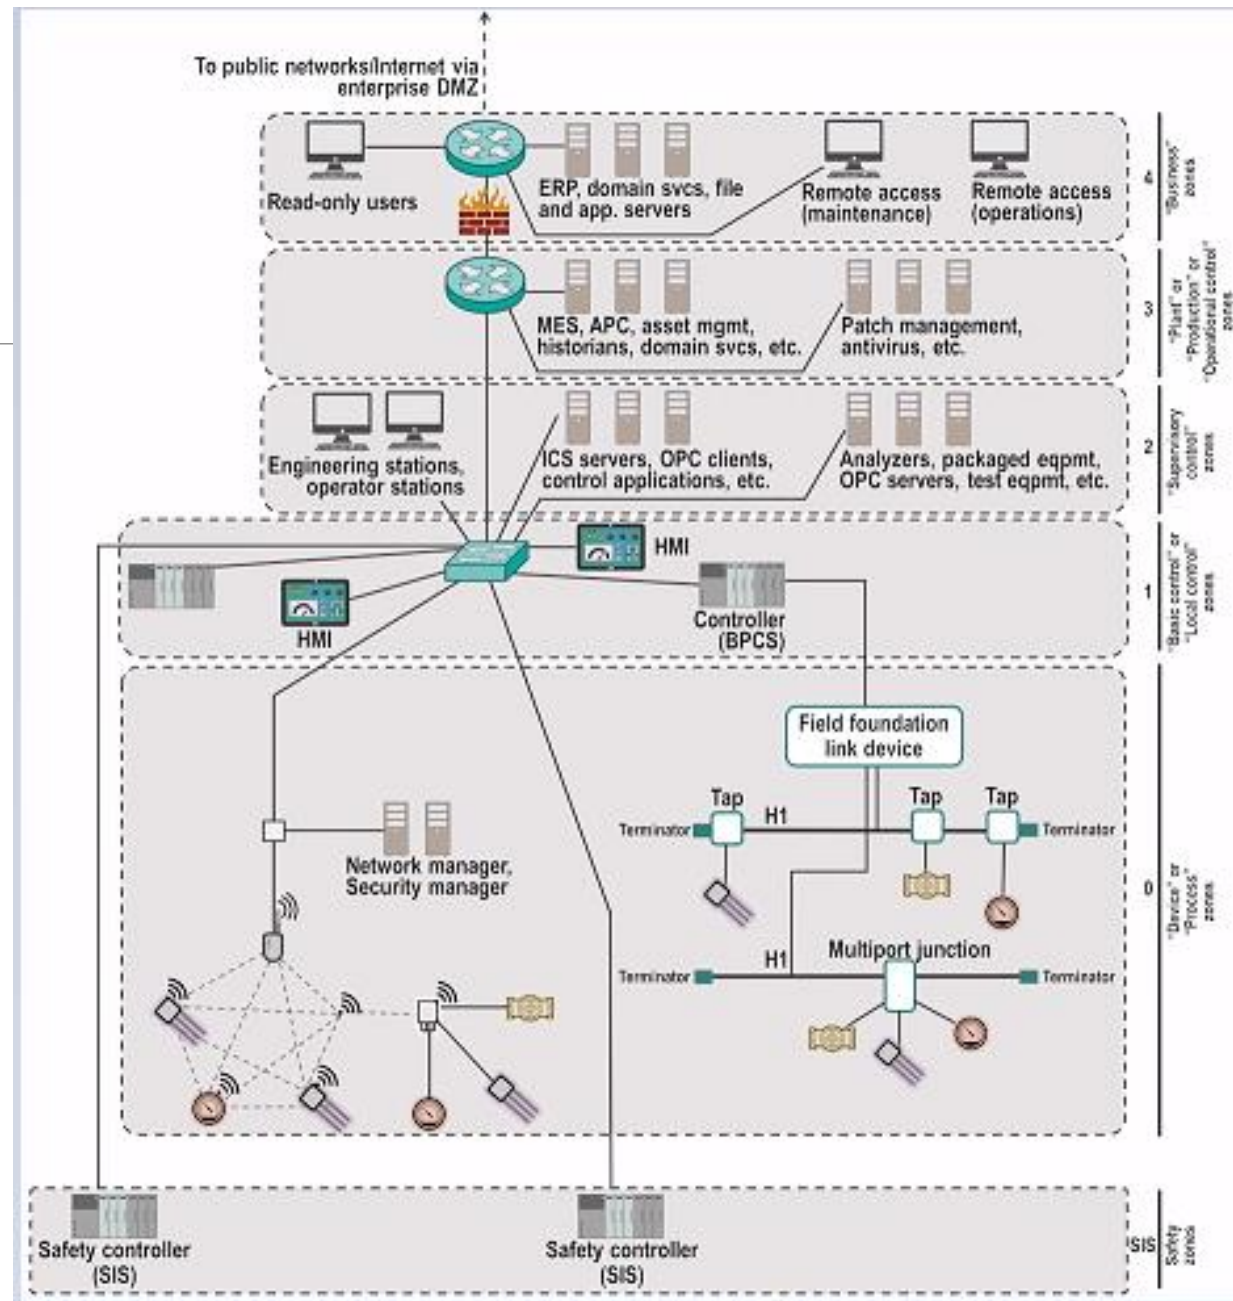 To public networks/Internet via
enterprise DMZ
Read-only users
ERP, domain svcs, file
and app. servers
Remote access
(maintenance)
Remote access
(operations)
"Business"
zones
MES, APC, asset mgmt,
historians, domain svcs, etc.
Patch management,
antivirus, etc.
3
"Plant" or
"Production" or
"Operational control"
zones
Engineering stations,
operator stations
ICS servers, OPC clients,
control applications, etc.
Analyzers, packaged eqpmt,
OPC servers, test eqpmt, etc.
2
"Supervisory
control"
zones
HMI
HMI
Controller
(BPCS)
1
"Basic control" or
"Local control"
zones
Field foundation
link device
Tap
H1
Tap
Tap
Terminator
Terminator
Network manager,
Security manager
Multiport junction
H1
Terminator
Terminator
0
"Device" or
"Process"
zones
Safety controller
(SIS)
Safety controller
(SIS)
SIS
Safety
zones